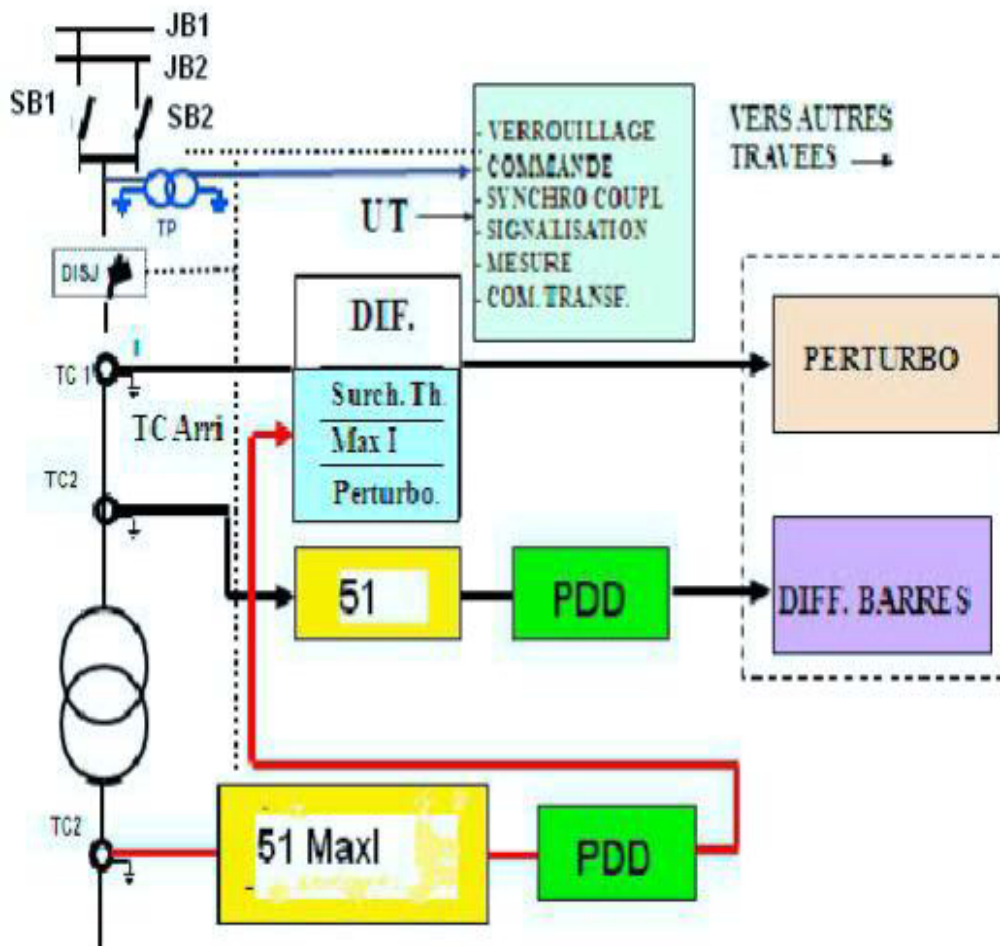 JB1
JB2
SB1
SB2
- VERROUILLAGE
- COMMANDE
- SYNCHRO COUPL
- SIGNALISATION
- MESURE
- COM. TRANSF.
VERS AUTRES
TRAVEES
TP
UT
DISJ
DIF.
Surch. Th
Max I
Perturbo.
I
TC 1
TC Arri
PERTURBO
TC2
51
PDD
DIFF. BARRES
TC2
51 MaxI
PDD